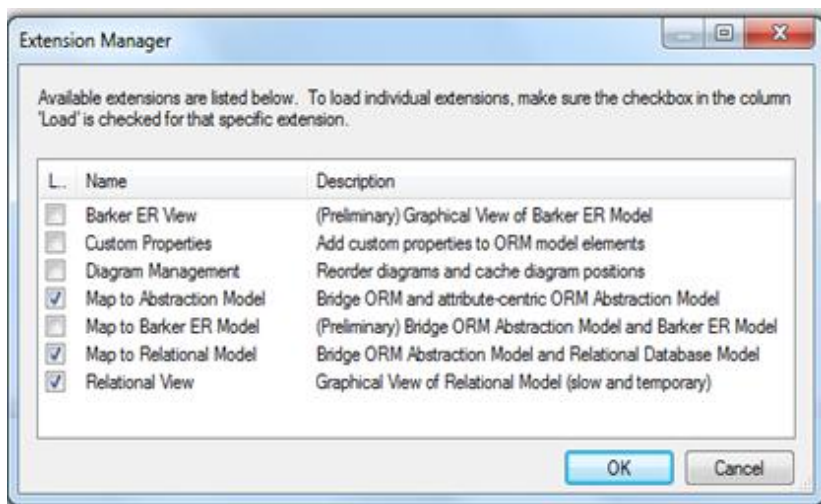 Extension Manager
Available extensions are listed below. To load individual extensions, make sure the checkbox in the column
'Load' is checked for that specific extension.
L.. Name Description
Barker ER View (Preliminary) Graphical View of Barker ER Model
Custom Properties Add custom properties to ORM model elements
Diagram Management Reorder diagrams and cache diagram positions
Map to Abstraction Model Bridge ORM and attribute-centric ORM Abstraction Model
Map to Barker ER Model (Preliminary) Bridge ORM Abstraction Model and Barker ER Model
Map to Relational Model Bridge ORM Abstraction Model and Relational Database Model
Relational View Graphical View of Relational Model (slow and temporary)
OK Cancel